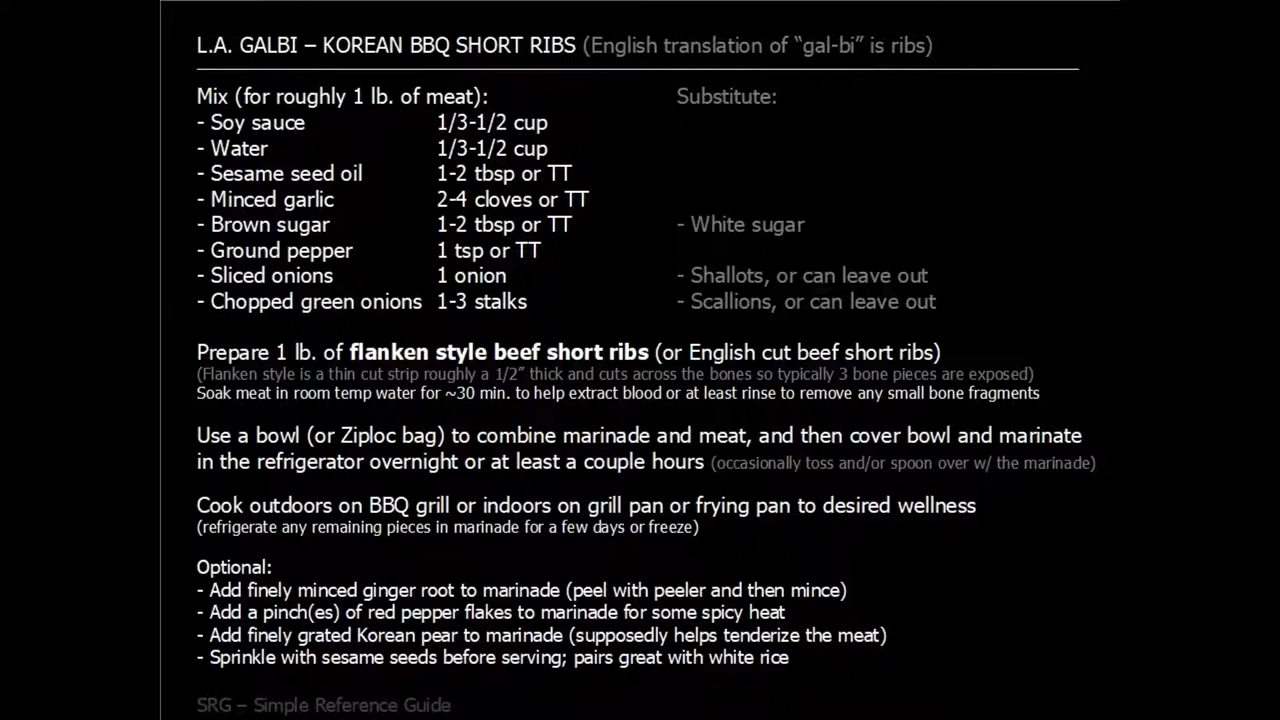 L.A. GALBI – KOREAN BBQ SHORT RIBS (English translation of “gal-bi” is ribs)
Mix (for roughly 1 lb. of meat): Substitute:
- Soy sauce 1/3-1/2 cup
- Water 1/3-1/2 cup
- Sesame seed oil 1-2 tbsp or TT
- Minced garlic 2-4 cloves or TT
- Brown sugar 1-2 tbsp or TT - White sugar
- Ground pepper 1 tsp or TT
- Sliced onions 1 onion - Shallots, or can leave out
- Chopped green onions 1-3 stalks - Scallions, or can leave out
Prepare 1 lb. of flanken style beef short ribs (or English cut beef short ribs)
(Flanken style is a thin cut strip roughly a 1/2” thick and cuts across the bones so typically 3 bone pieces are exposed)
Soak meat in room temp water for ~30 min. to help extract blood or at least rinse to remove any small bone fragments
Use a bowl (or Ziploc bag) to combine marinade and meat, and then cover bowl and marinate
in the refrigerator overnight or at least a couple hours (occasionally toss and/or spoon over w/ the marinade)
Cook outdoors on BBQ grill or indoors on grill pan or frying pan to desired wellness
(refrigerate any remaining pieces in marinade for a few days or freeze)
Optional:
- Add finely minced ginger root to marinade (peel with peeler and then mince)
- Add a pinch(es) of red pepper flakes to marinade for some spicy heat
- Add finely grated Korean pear to marinade (supposedly helps tenderize the meat)
- Sprinkle with sesame seeds before serving; pairs great with white rice
SRG – Simple Reference Guide